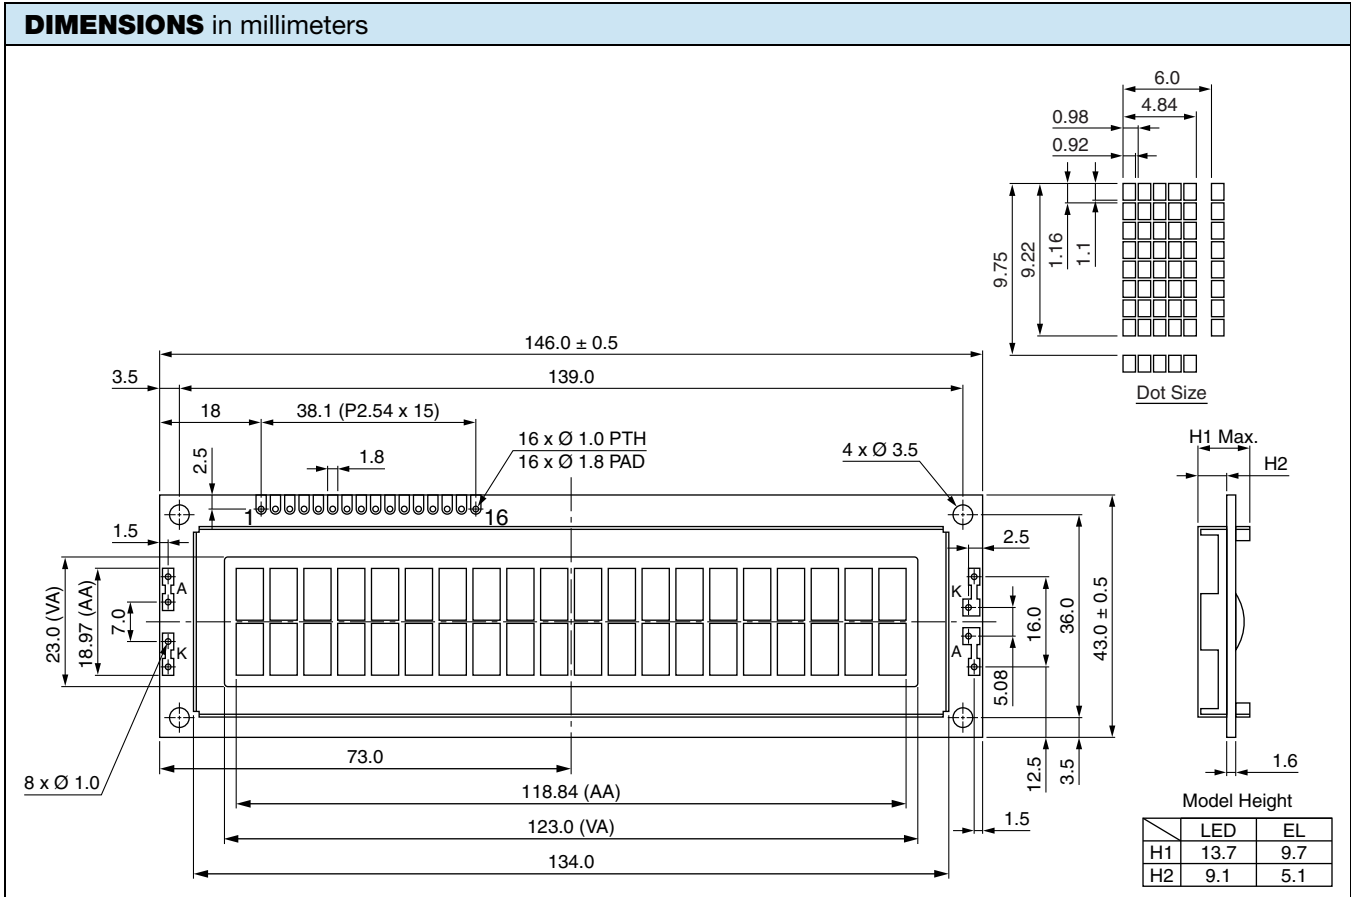 DIMENSIONS in millimeters
6.0
4.84
0.98
0.92
9.75
9.22
1.16
1.1
Dot Size
146.0 ± 0.5
3.5
139.0
18
38.1 (P2.54 x 15)
2.5
1.8
16 x Ø 1.0 PTH
16 x Ø 1.8 PAD
4 x Ø 3.5
H1 Max.
H2
1
16
1.5
2.5
A
K
K
A
23.0 (VA)
18.97 (AA)
7.0
16.0
36.0
43.0 ± 0.5
5.08
73.0
12.5
3.5
8 x Ø 1.0
1.6
118.84 (AA)
1.5
123.0 (VA)
134.0
Model Height
LED EL
H1 13.7 9.7
H2 9.1 5.1